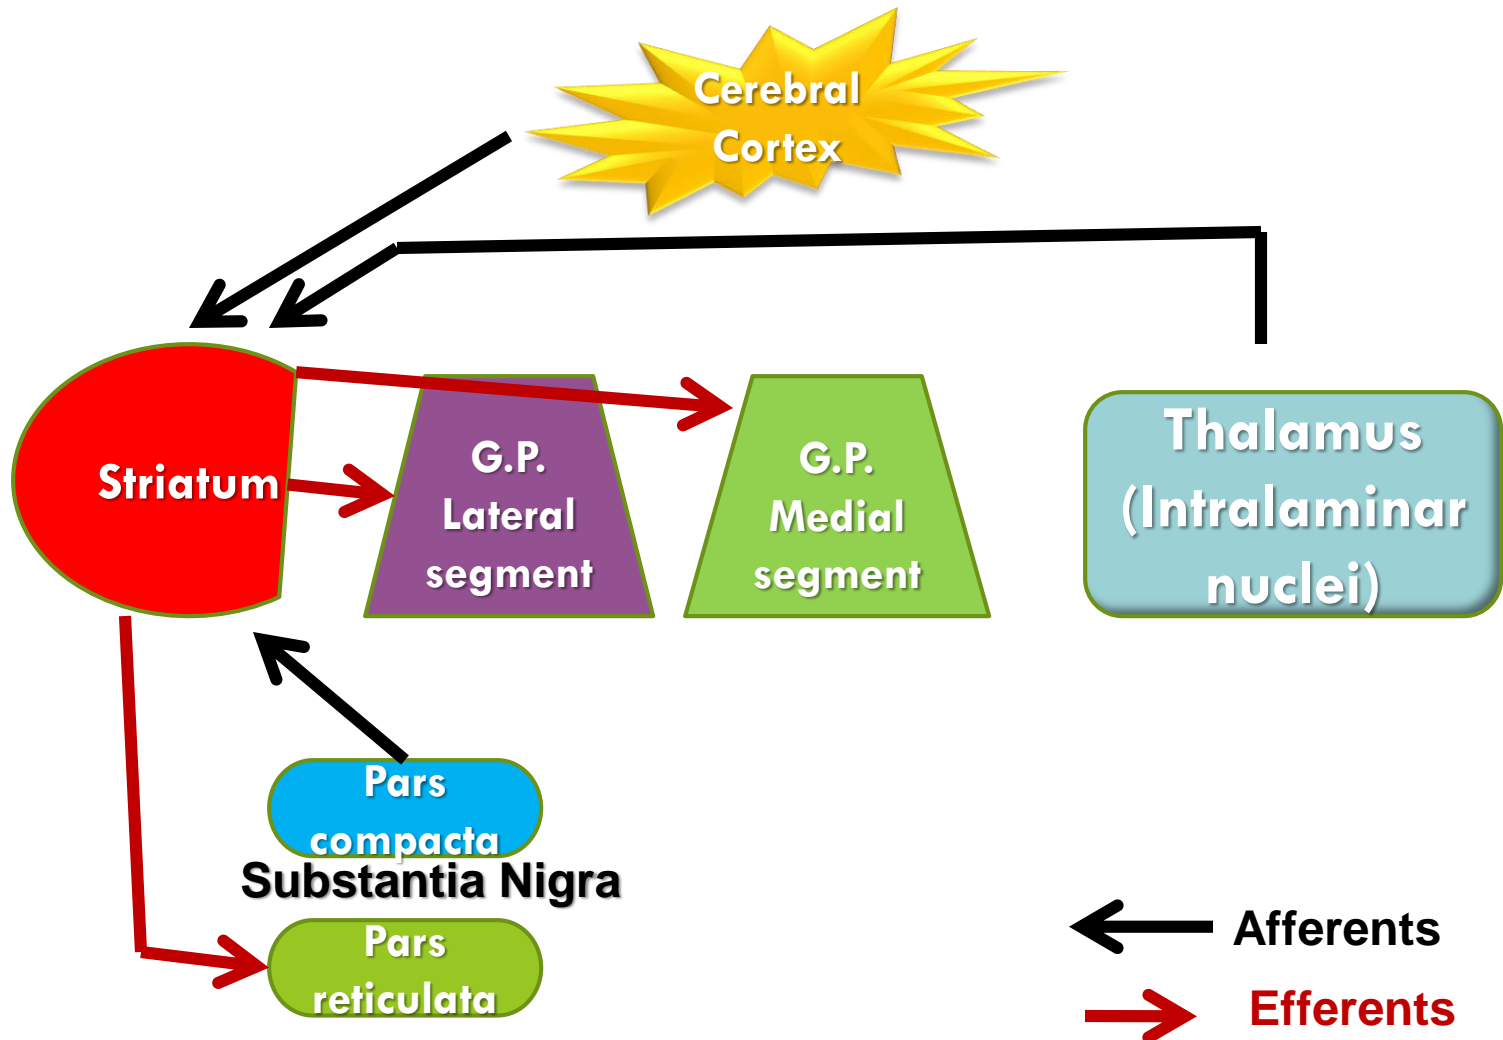 Cerebral
Cortex
Striatum
G.P.
Lateral
segment
G.P.
Medial
segment
Thalamus
(Intralaminar
nuclei)
Pars
compacta
Substantia Nigra
Pars
reticulata
Afferents
Efferents